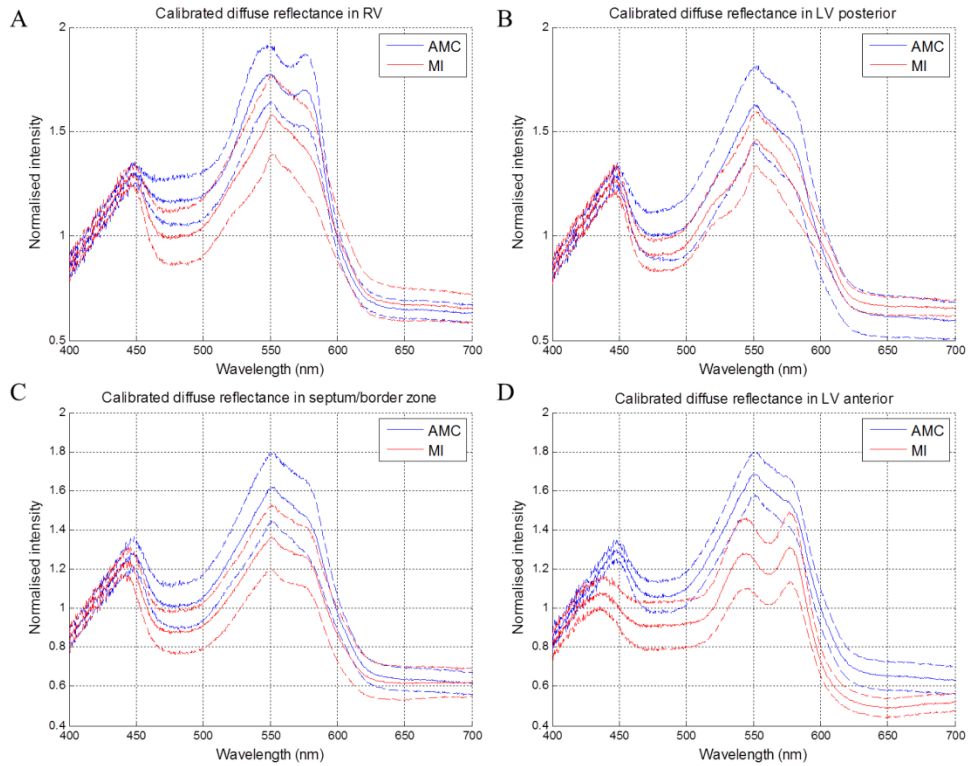 A
Calibrated diffuse reflectance in RV
AMC
MI
2
1.5
1
0.5
Normalised intensity
400 450 500 550 600 650 700
Wavelength (nm)
B
Calibrated diffuse reflectance in LV posterior
AMC
MI
2
1.5
1
0.5
Normalised intensity
400 450 500 550 600 650 700
Wavelength (nm)
C
Calibrated diffuse reflectance in septum/border zone
AMC
MI
2
1.8
1.6
1.4
1.2
1
0.8
0.6
0.4
Normalised intensity
400 450 500 550 600 650 700
Wavelength (nm)
D
Calibrated diffuse reflectance in LV anterior
AMC
MI
2
1.8
1.6
1.4
1.2
1
0.8
0.6
0.4
Normalised intensity
400 450 500 550 600 650 700
Wavelength (nm)